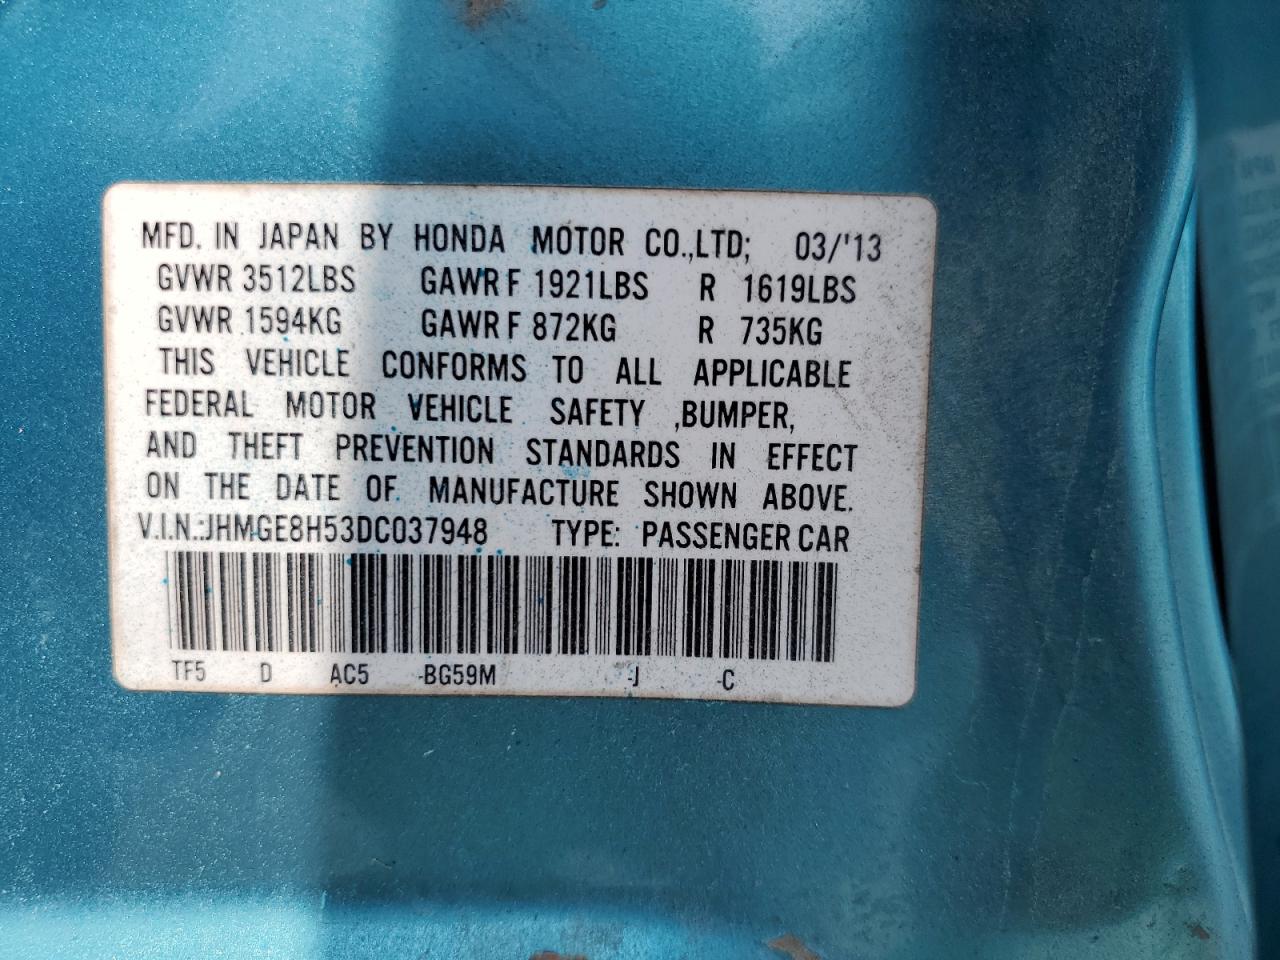 MFD. IN JAPAN BY HONDA MOTOR CO.,LTD; 03/'13
GVWR 3512LBS GAWR F 1921LBS R 1619LBS
GVWR 1594KG GAWR F 872KG R 735KG
THIS VEHICLE CONFORMS TO ALL APPLICABLE
FEDERAL MOTOR VEHICLE SAFETY ,BUMPER,
AND THEFT PREVENTION STANDARDS IN EFFECT
ON THE DATE OF MANUFACTURE SHOWN ABOVE.
V.I.N.:JHMGE8H53DC037948 TYPE: PASSENGER CAR
TF5 D AC5 -BG59M -J -C